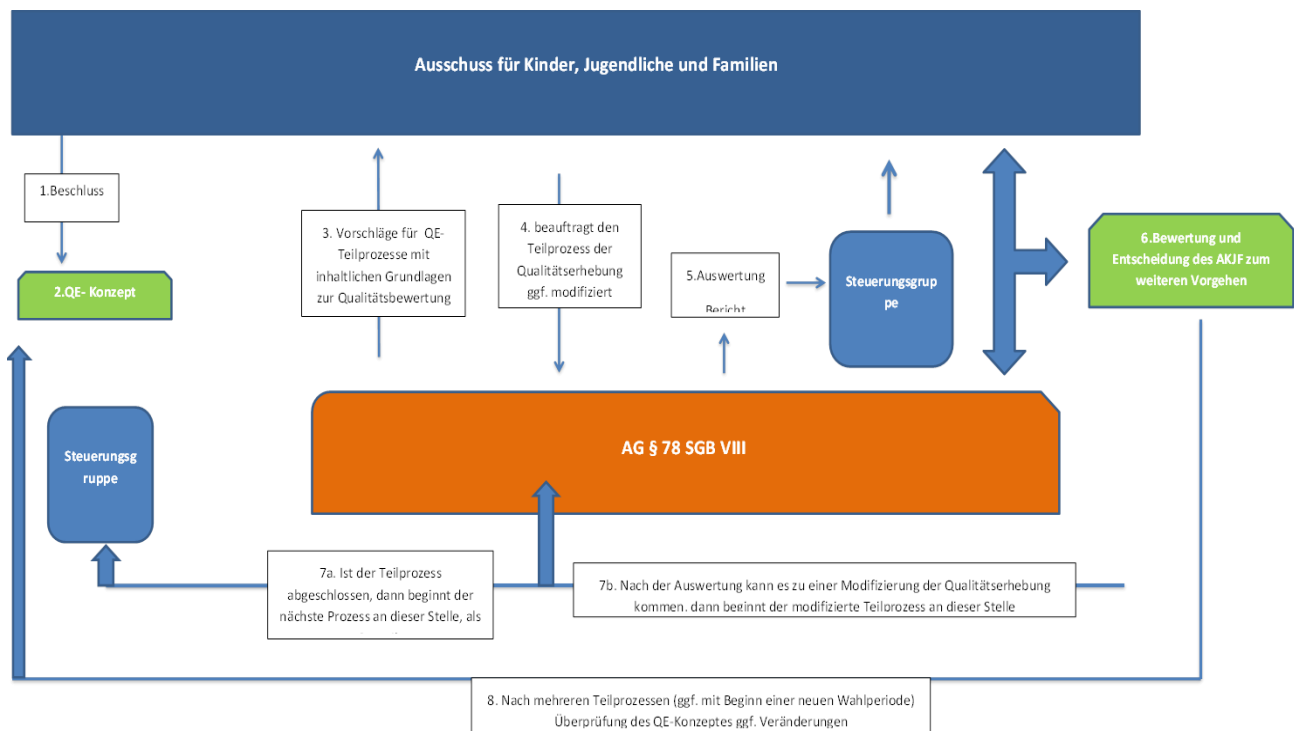 Ausschuss für Kinder, Jugendliche und Familien
1.Beschluss
2.QE- Konzept
3. Vorschläge für QE-
Teilprozesse mit
inhaltlichen Grundlagen
zur Qualitätsbewertung
4. beauftragt den
Teilprozess der
Qualitätserhebung
ggf. modifiziert
5.Auswertung
Bericht
Steuerungsgrup
pe
6.Bewertung und
Entscheidung des AKJF zum
weiteren Vorgehen
Steuerungsg
ruppe
AG § 78 SGB VIII
7a. Ist der Teilprozess
abgeschlossen, dann beginnt der
nächste Prozess an dieser Stelle, als
7b. Nach der Auswertung kann es zu einer Modifizierung der Qualitätserhebung
kommen, dann beginnt der modifizierte Teilprozess an dieser Stelle
8. Nach mehreren Teilprozessen (ggf. mit Beginn einer neuen Wahlperiode)
Überprüfung des QE-Konzeptes ggf. Veränderungen